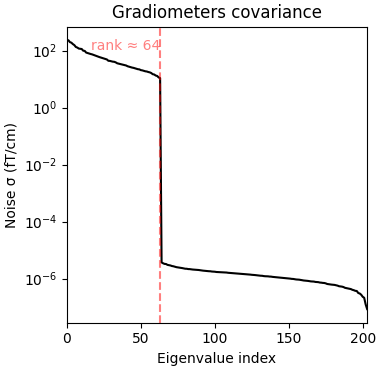 Gradiometers covariance
rank ≈ 64
Noise σ (fT/cm)
10²
10⁰
10⁻²
10⁻⁴
10⁻⁶
0 50 100 150 200
Eigenvalue index